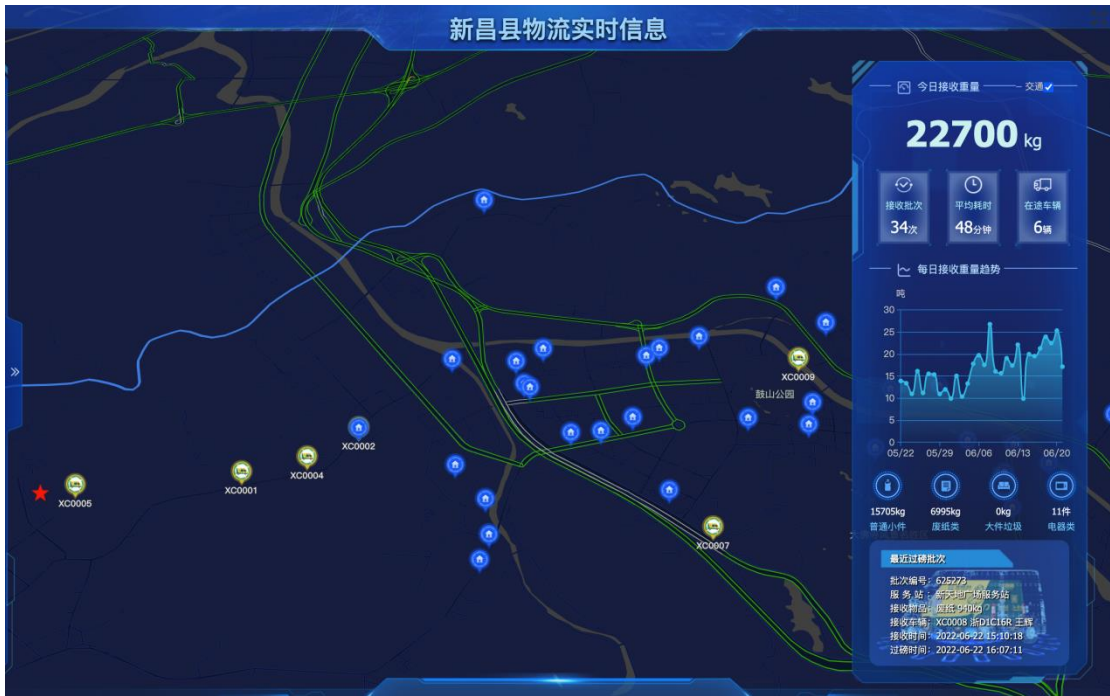 新昌县物流实时信息
今日接收重量
交通
22700 kg
接收批次
34次
平均耗时
48分钟
在途车辆
6辆
每日接收重量趋势
吨
30
25
20
15
10
5
0
05/22 05/29 06/06 06/13 06/20
15705kg
普通小件
6995kg
废纸类
0kg
大件垃圾
11件
电器类
最近过磅批次
批次编号: 625273
服 务 站 : 新天地广场服务站
接收物品: 废纸 940kg
接收车辆: XC0008 浙D1C16R 王辉
接收时间: 2022-06-22 15:10:18
过磅时间: 2022-06-22 16:07:11
XC0009
鼓山公园
XC0002
XC0004
XC0001
XC0005
XC0007